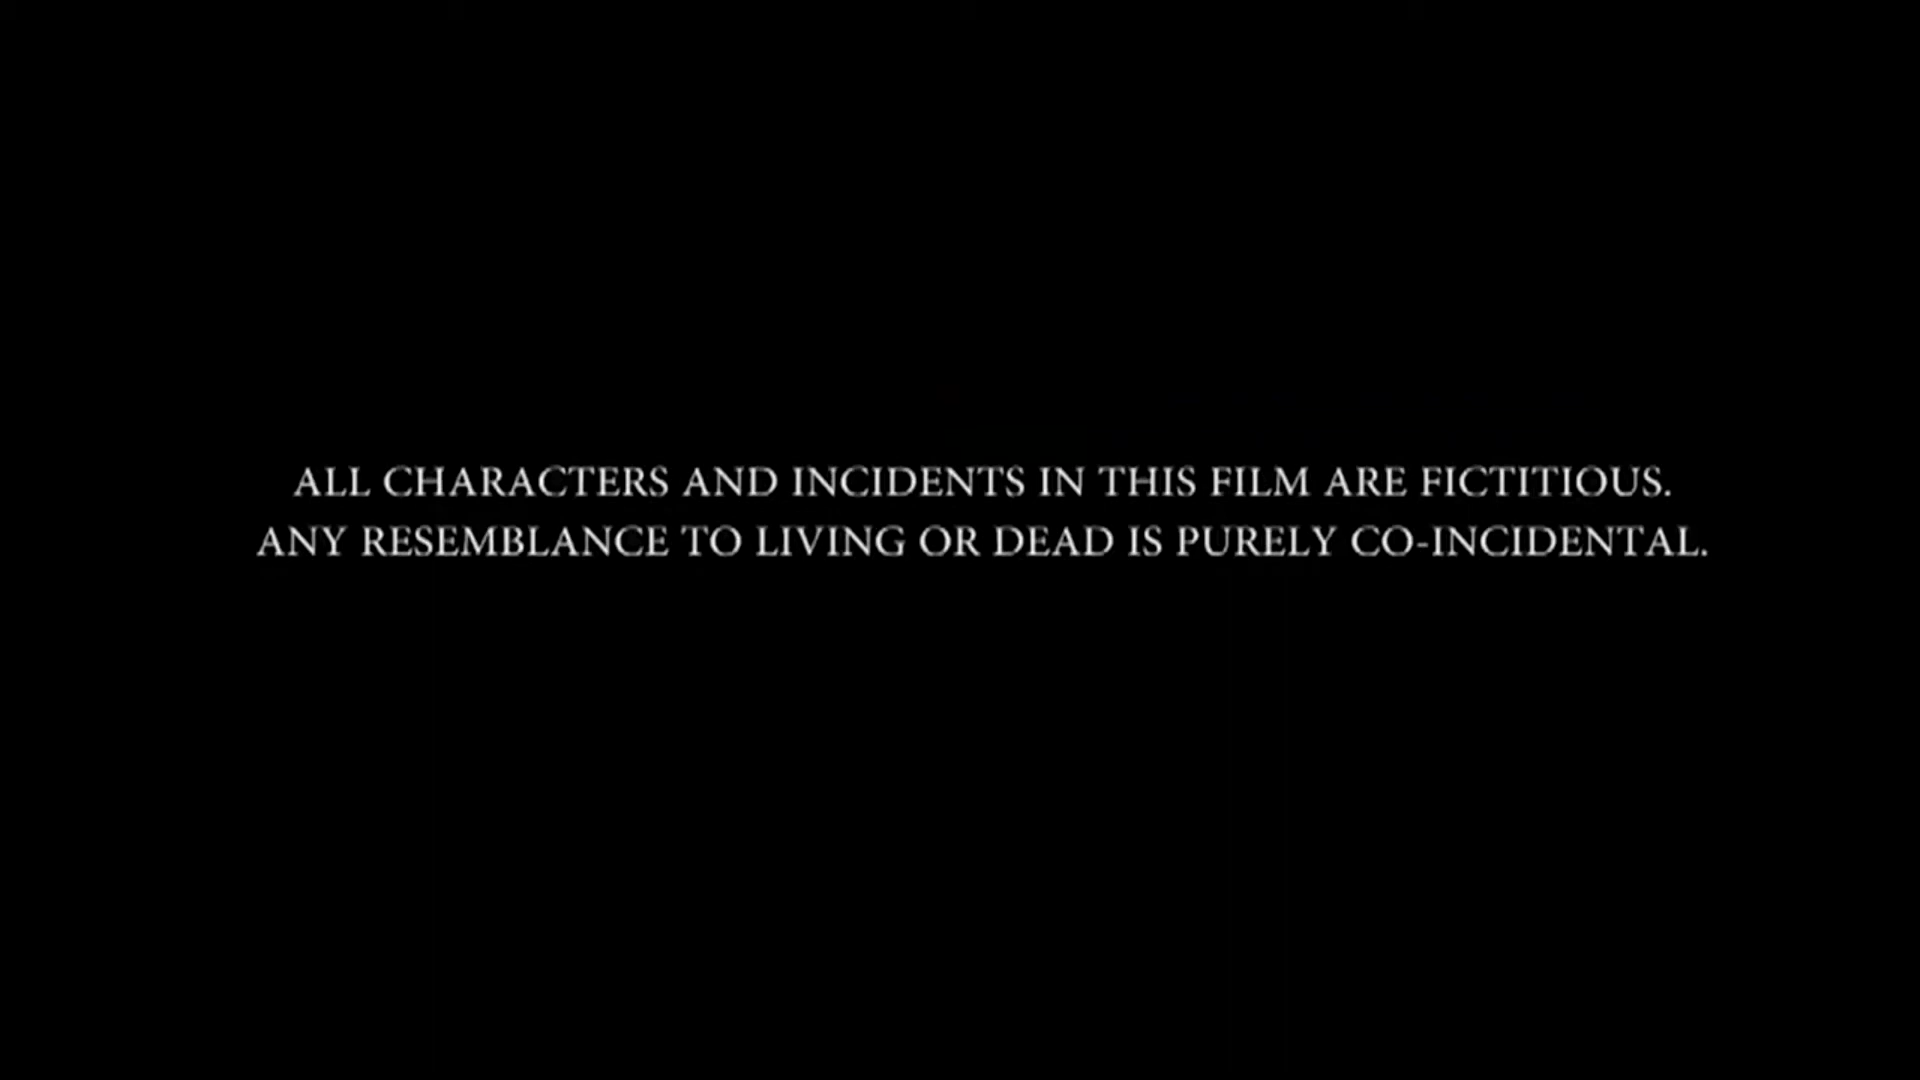 ALL CHARACTERS AND INCIDENTS IN THIS FILM ARE FICTITIOUS.
ANY RESEMBLANCE TO LIVING OR DEAD IS PURELY CO-INCIDENTAL.